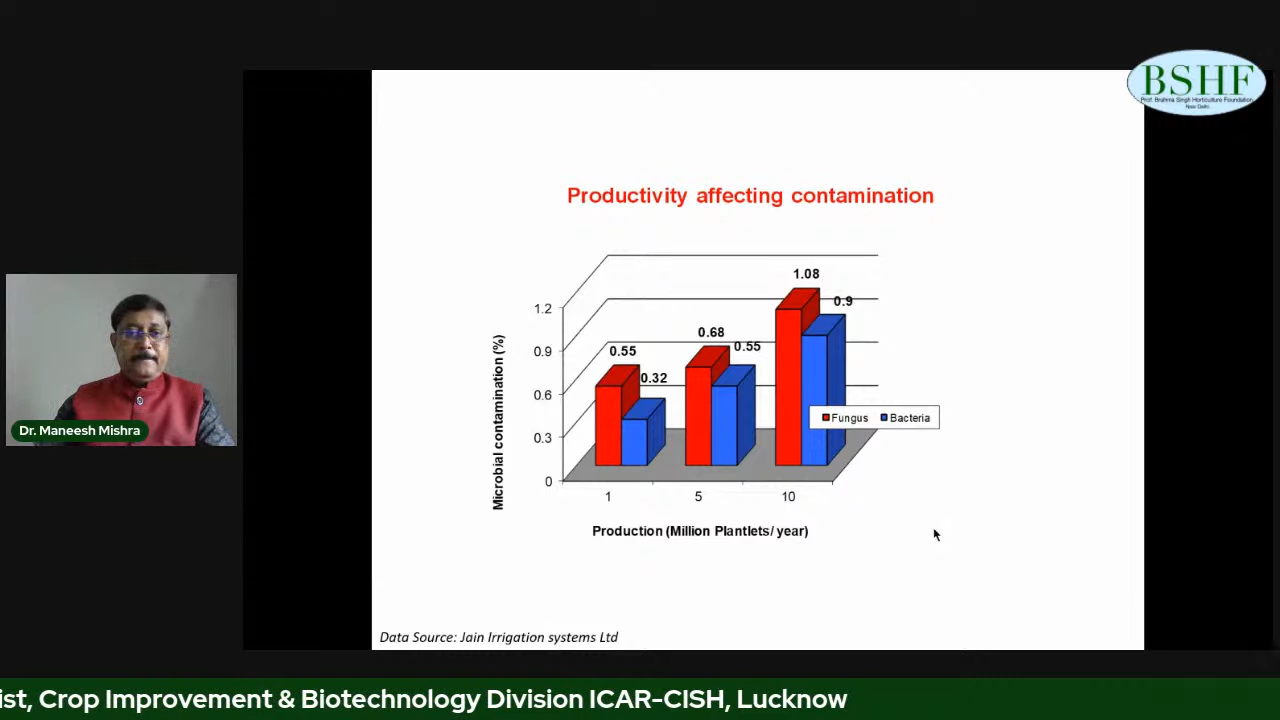 BSHF
Prof. Brahma Singh Horticulture Foundation
New Delhi
Productivity affecting contamination
1.08
1.2
0.9
0.68
0.55
0.55
0.9
0.32
0.6
Microbial contamination (%)
Fungus Bacteria
0.3
0
1 5 10
Production (Million Plantlets/ year)
Dr. Maneesh Mishra
Data Source: Jain Irrigation systems Ltd
ist, Crop Improvement & Biotechnology Division ICAR-CISH, Lucknow